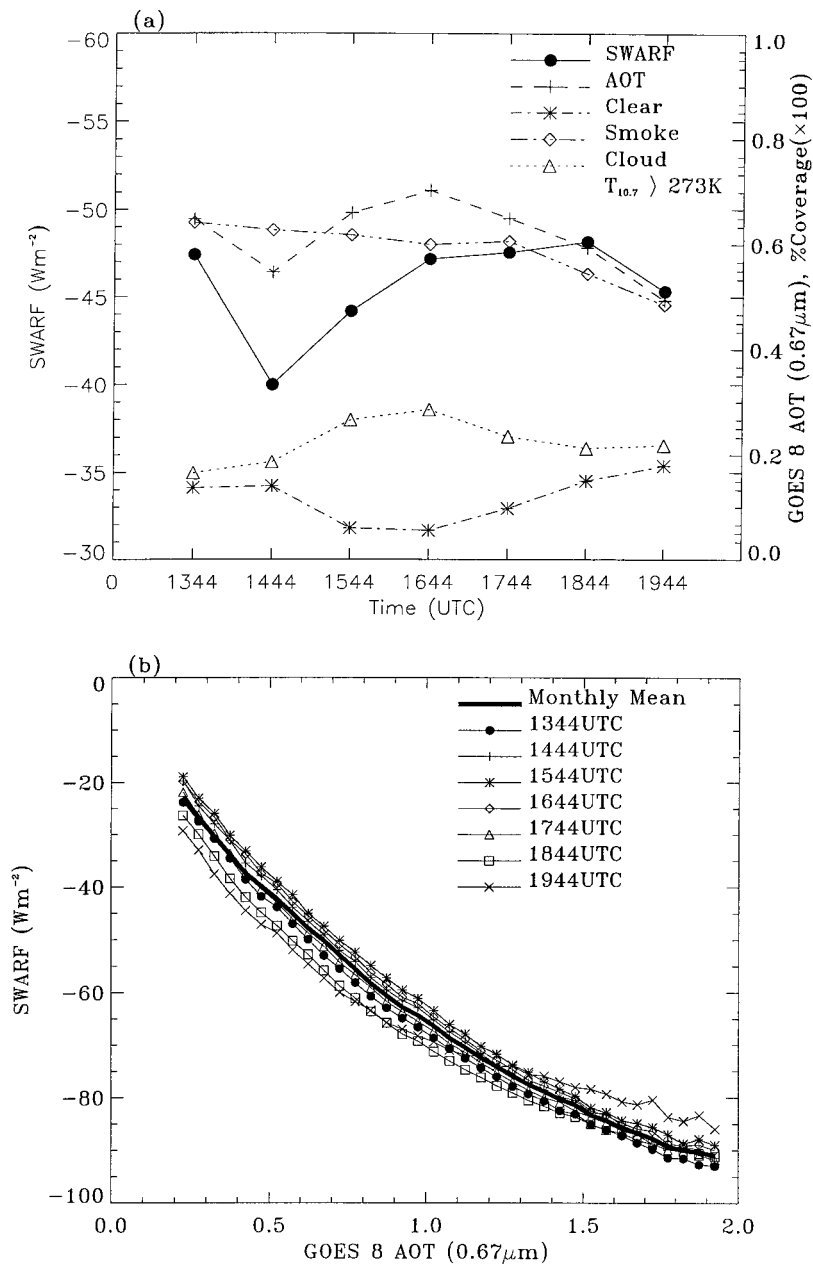 (a)
SWARF
AOT
Clear
Smoke
Cloud
T10.7 ⟩ 273K
-60
-55
-50
-45
-40
-35
-30
SWARF (Wm⁻²)
1.0
0.8
0.6
0.4
0.2
0.0
GOES 8 AOT (0.67μm), %Coverage(×100)
0 1344 1444 1544 1644 1744 1844 1944
Time (UTC)
(b)
Monthly Mean
1344UTC
1444UTC
1544UTC
1644UTC
1744UTC
1844UTC
1944UTC
0
-20
-40
-60
-80
-100
SWARF (Wm⁻²)
0.0 0.5 1.0 1.5 2.0
GOES 8 AOT (0.67μm)